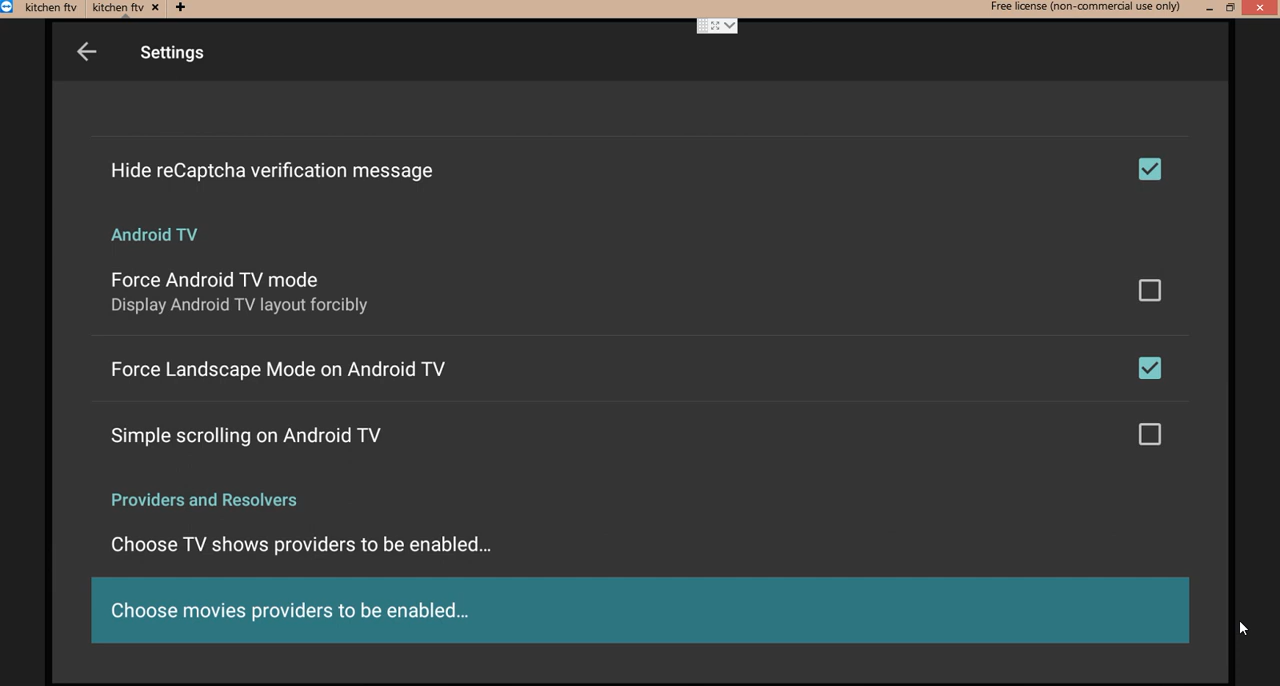 kitchen ftv
kitchen ftv
Free license (non-commercial use only)
Settings
Hide reCaptcha verification message
Android TV
Force Android TV mode
Display Android TV layout forcibly
Force Landscape Mode on Android TV
Simple scrolling on Android TV
Providers and Resolvers
Choose TV shows providers to be enabled...
Choose movies providers to be enabled...